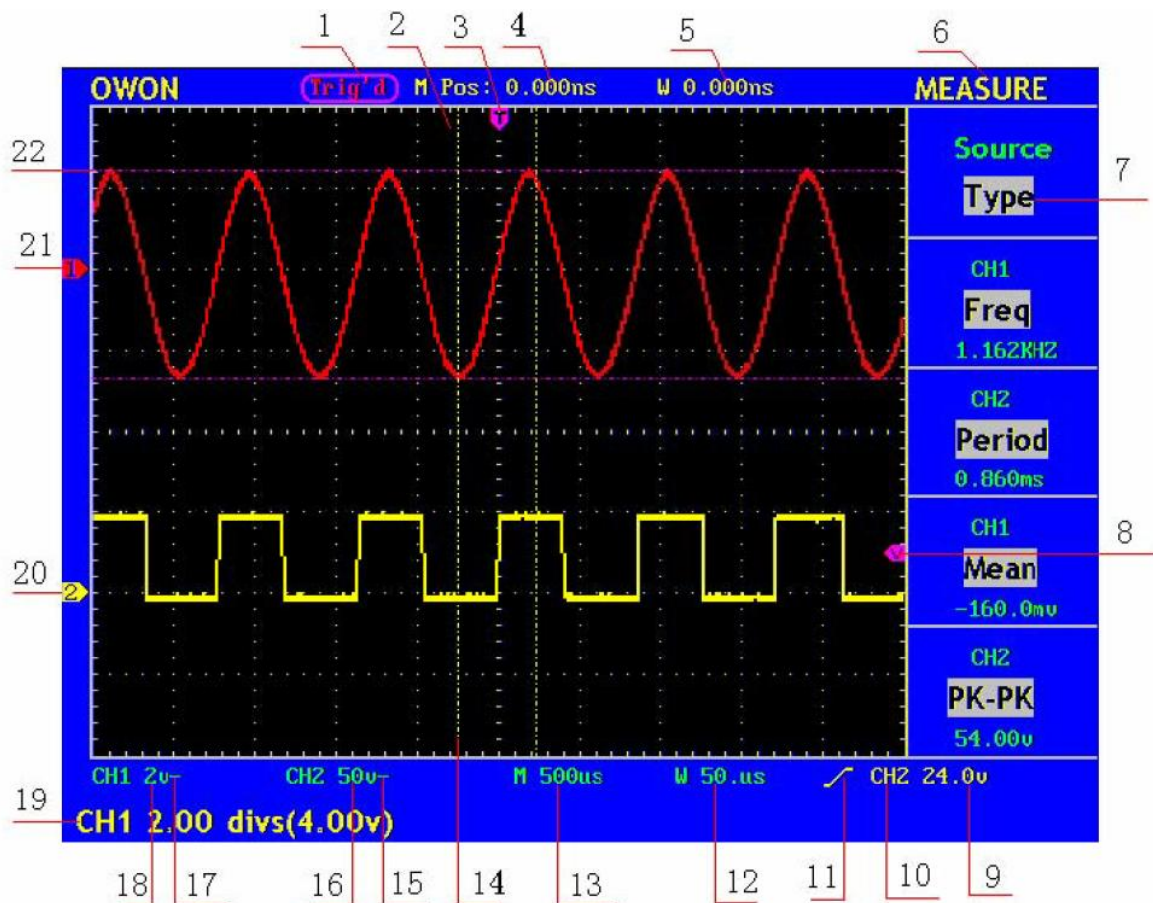 1 2 3 4 5 6
OWON Trig'd M Pos: 0.000ns W 0.000ns MEASURE
T
Source
Type
7
22
21
1
CH1
Freq
1.162KHZ
CH2
Period
0.860ms
CH1
Mean
-160.0mv
8
20
2
CH2
PK-PK
54.00v
CH1 2v- CH2 50v- M 500us W 50.us CH2 24.0v
19
CH1 2.00 divs(4.00v)
18 17 16 15 14 13 12 11 10 9